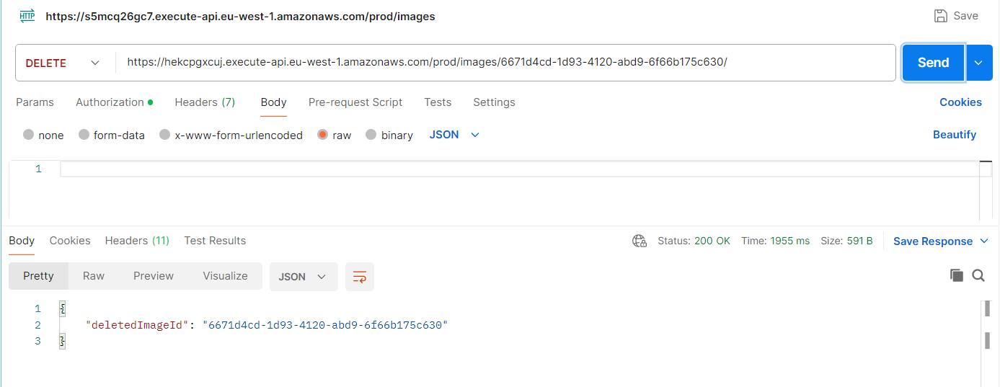 HTTP https://s5mcq26gc7.execute-api.eu-west-1.amazonaws.com/prod/images Save
DELETE https://hekcpgxcuj.execute-api.eu-west-1.amazonaws.com/prod/images/6671d4cd-1d93-4120-abd9-6f66b175c630/ Send
Params Authorization Headers (7) Body Pre-request Script Tests Settings Cookies
none form-data x-www-form-urlencoded raw binary JSON Beautify
1
Body Cookies Headers (11) Test Results Status: 200 OK Time: 1955 ms Size: 591 B Save Response
Pretty Raw Preview Visualize JSON
1 {
2 "deletedImageId": "6671d4cd-1d93-4120-abd9-6f66b175c630"
3 }